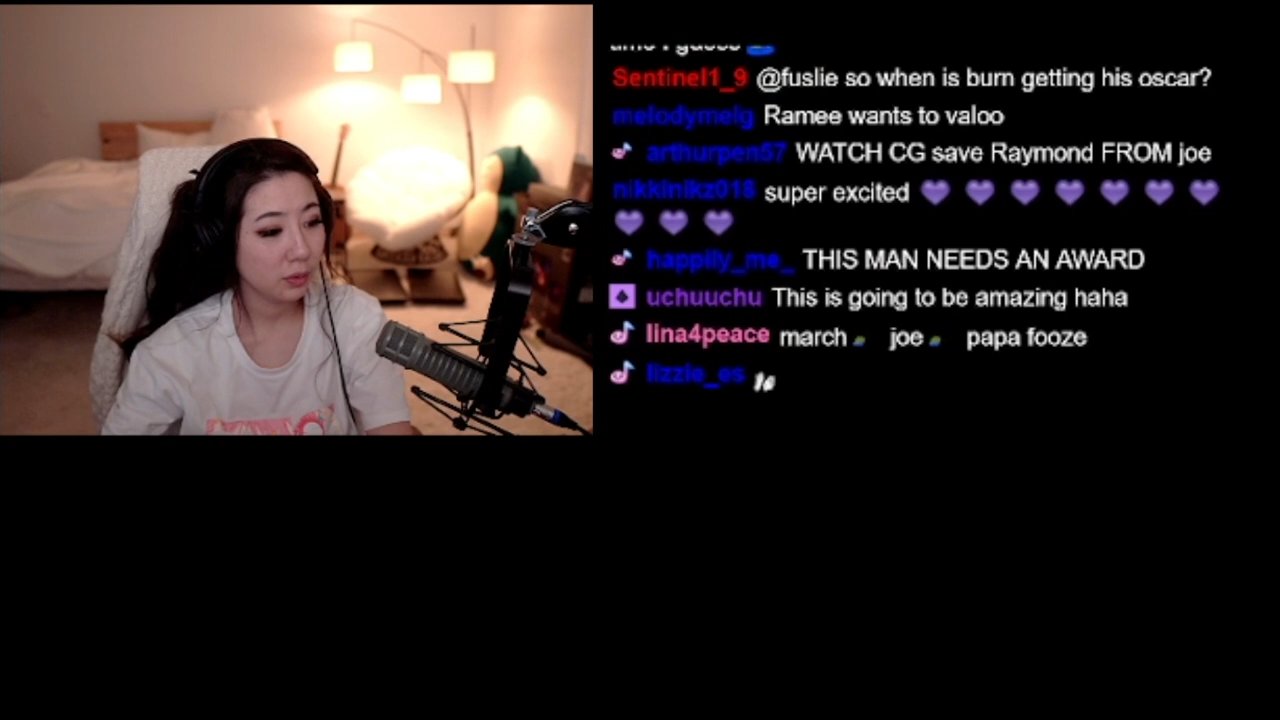 Sentinel1_9 @fuslie so when is burn getting his oscar?
melodymelg Ramee wants to valoo
arthurpen57 WATCH CG save Raymond FROM joe
nikkinikz018 super excited
happily_me_ THIS MAN NEEDS AN AWARD
uchuuchu This is going to be amazing haha
lina4peace march joe papa fooze
lizzie_es